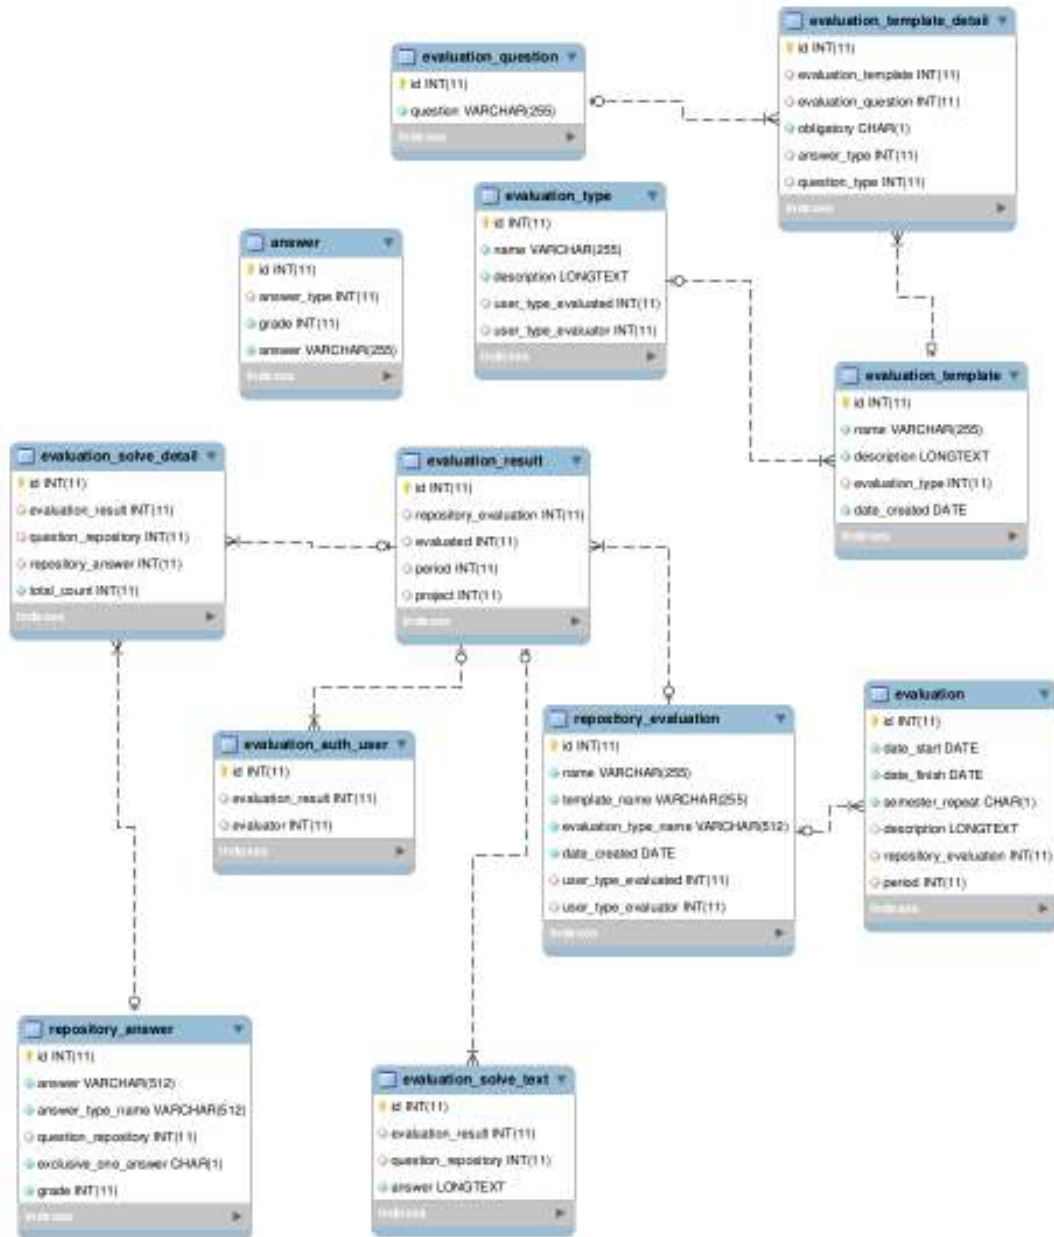 evaluation_template_detail
id INT(11)
evaluation_template INT(11)
evaluation_question INT(11)
obligatory CHAR(1)
answer_type INT(11)
question_type INT(11)
Indexes
evaluation_question
id INT(11)
question VARCHAR(255)
Indexes
evaluation_type
id INT(11)
name VARCHAR(255)
description LONGTEXT
user_type_evaluated INT(11)
user_type_evaluator INT(11)
Indexes
answer
id INT(11)
answer_type INT(11)
grade INT(11)
answer VARCHAR(255)
Indexes
evaluation_template
id INT(11)
name VARCHAR(255)
description LONGTEXT
evaluation_type INT(11)
date_created DATE
Indexes
evaluation_solve_detail
id INT(11)
evaluation_result INT(11)
question_repository INT(11)
repository_answer INT(11)
total_count INT(11)
Indexes
evaluation_result
id INT(11)
repository_evaluation INT(11)
evaluated INT(11)
period INT(11)
project INT(11)
Indexes
evaluation_auth_user
id INT(11)
evaluation_result INT(11)
evaluator INT(11)
Indexes
repository_evaluation
id INT(11)
name VARCHAR(255)
template_name VARCHAR(255)
evaluation_type_name VARCHAR(512)
date_created DATE
user_type_evaluated INT(11)
user_type_evaluator INT(11)
Indexes
evaluation
id INT(11)
date_start DATE
date_finish DATE
semester_repeat CHAR(1)
description LONGTEXT
repository_evaluation INT(11)
period INT(11)
Indexes
repository_answer
id INT(11)
answer VARCHAR(512)
answer_type_name VARCHAR(512)
question_repository INT(11)
exclusive_one_answer CHAR(1)
grade INT(11)
Indexes
evaluation_solve_text
id INT(11)
evaluation_result INT(11)
question_repository INT(11)
answer LONGTEXT
Indexes